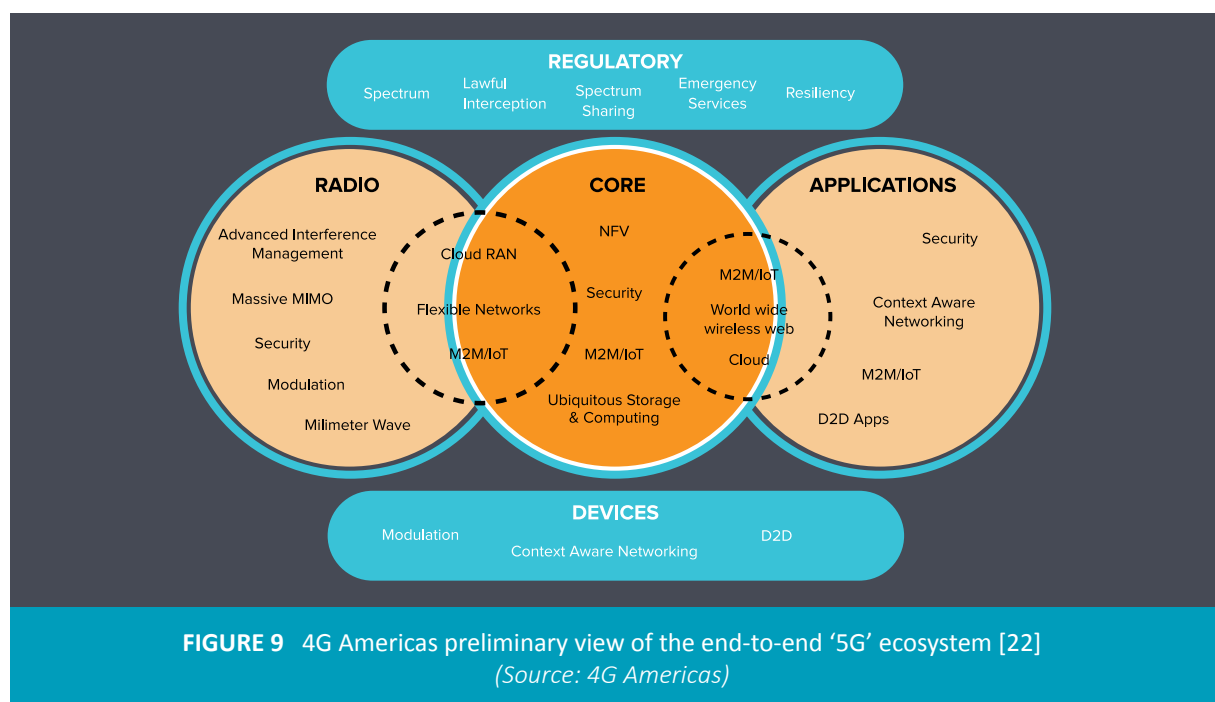 REGULATORY
Spectrum
Lawful
Interception
Spectrum
Sharing
Emergency
Services
Resiliency
RADIO
Advanced Interference
Management
Massive MIMO
Security
Modulation
Milimeter Wave
Cloud RAN
Flexible Networks
M2M/IoT
CORE
NFV
Security
M2M/IoT
Ubiquitous Storage
& Computing
M2M/IoT
World wide
wireless web
Cloud
APPLICATIONS
Security
Context Aware
Networking
M2M/IoT
D2D Apps
DEVICES
Modulation
Context Aware Networking
D2D
FIGURE 9 4G Americas preliminary view of the end-to-end ‘5G’ ecosystem [22]
(Source: 4G Americas)